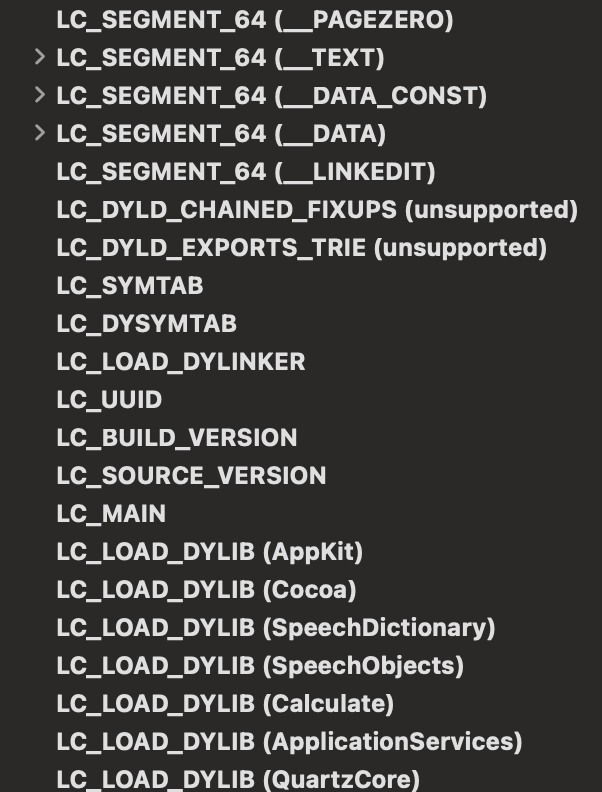 LC_SEGMENT_64 (__PAGEZERO)
LC_SEGMENT_64 (__TEXT)
LC_SEGMENT_64 (__DATA_CONST)
LC_SEGMENT_64 (__DATA)
LC_SEGMENT_64 (__LINKEDIT)
LC_DYLD_CHAINED_FIXUPS (unsupported)
LC_DYLD_EXPORTS_TRIE (unsupported)
LC_SYMTAB
LC_DYSYMTAB
LC_LOAD_DYLINKER
LC_UUID
LC_BUILD_VERSION
LC_SOURCE_VERSION
LC_MAIN
LC_LOAD_DYLIB (AppKit)
LC_LOAD_DYLIB (Cocoa)
LC_LOAD_DYLIB (SpeechDictionary)
LC_LOAD_DYLIB (SpeechObjects)
LC_LOAD_DYLIB (Calculate)
LC_LOAD_DYLIB (ApplicationServices)
LC_LOAD_DYLIB (QuartzCore)